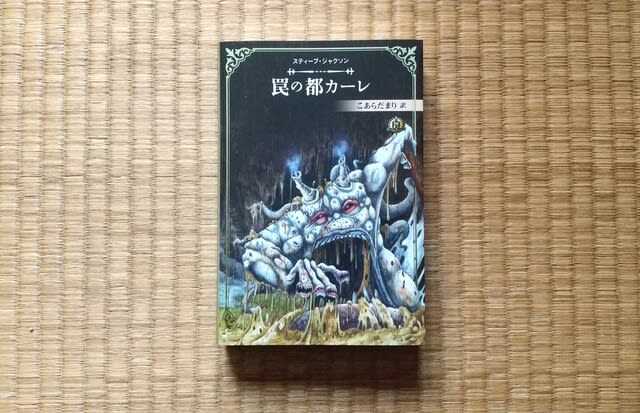 スティーブ・ジャクソン
罠の都カーレ
こあらだまり 訳